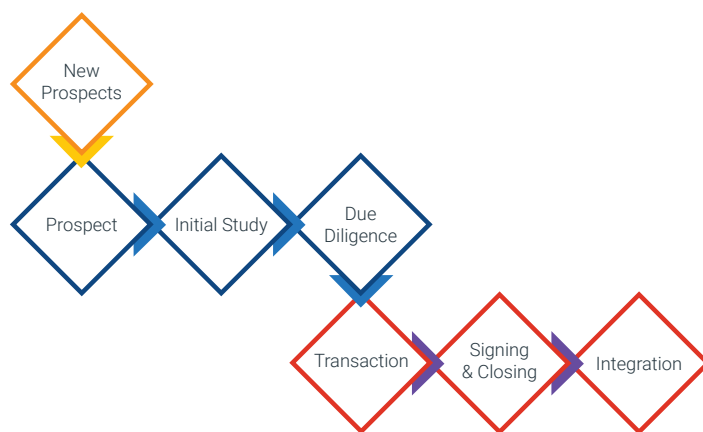 New
Prospects
Prospect
Initial Study
Due
Diligence
Transaction
Signing
& Closing
Integration